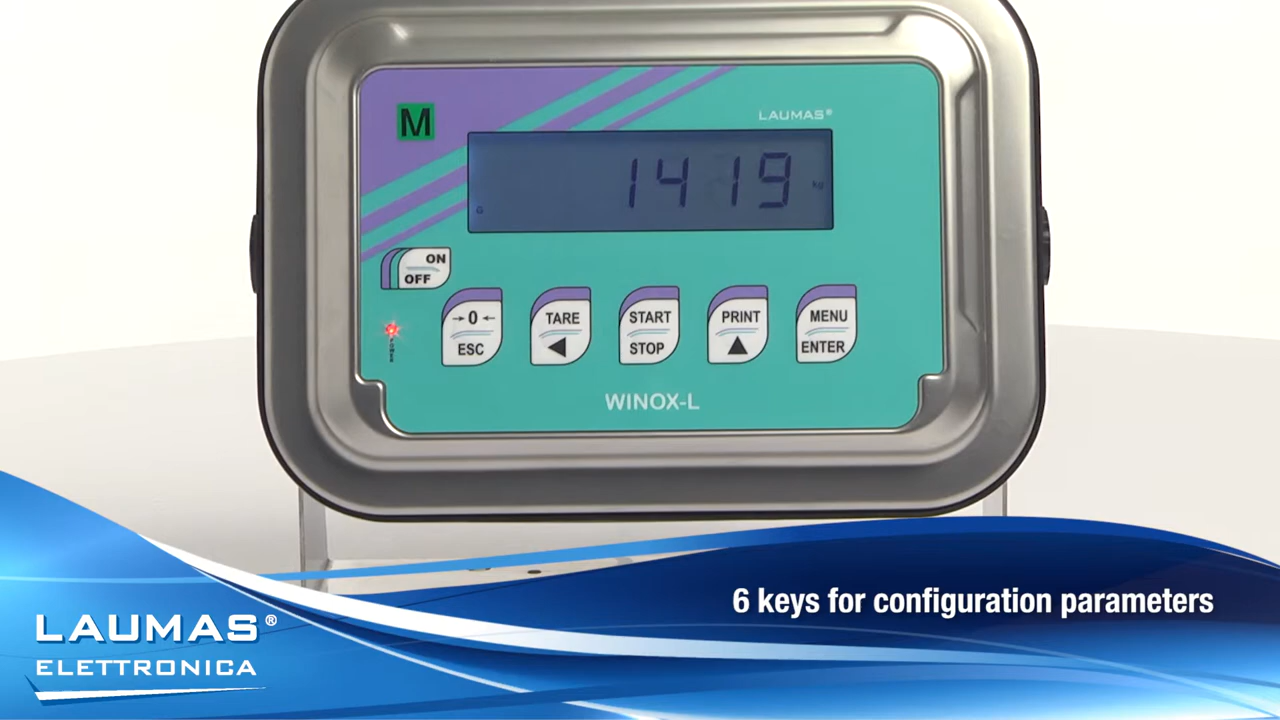 M
LAUMAS®
1419
kg
ON
OFF
→0←
ESC
TARE
START
STOP
PRINT
MENU
ENTER
WINOX-L
6 keys for configuration parameters
LAUMAS®
ELETTRONICA